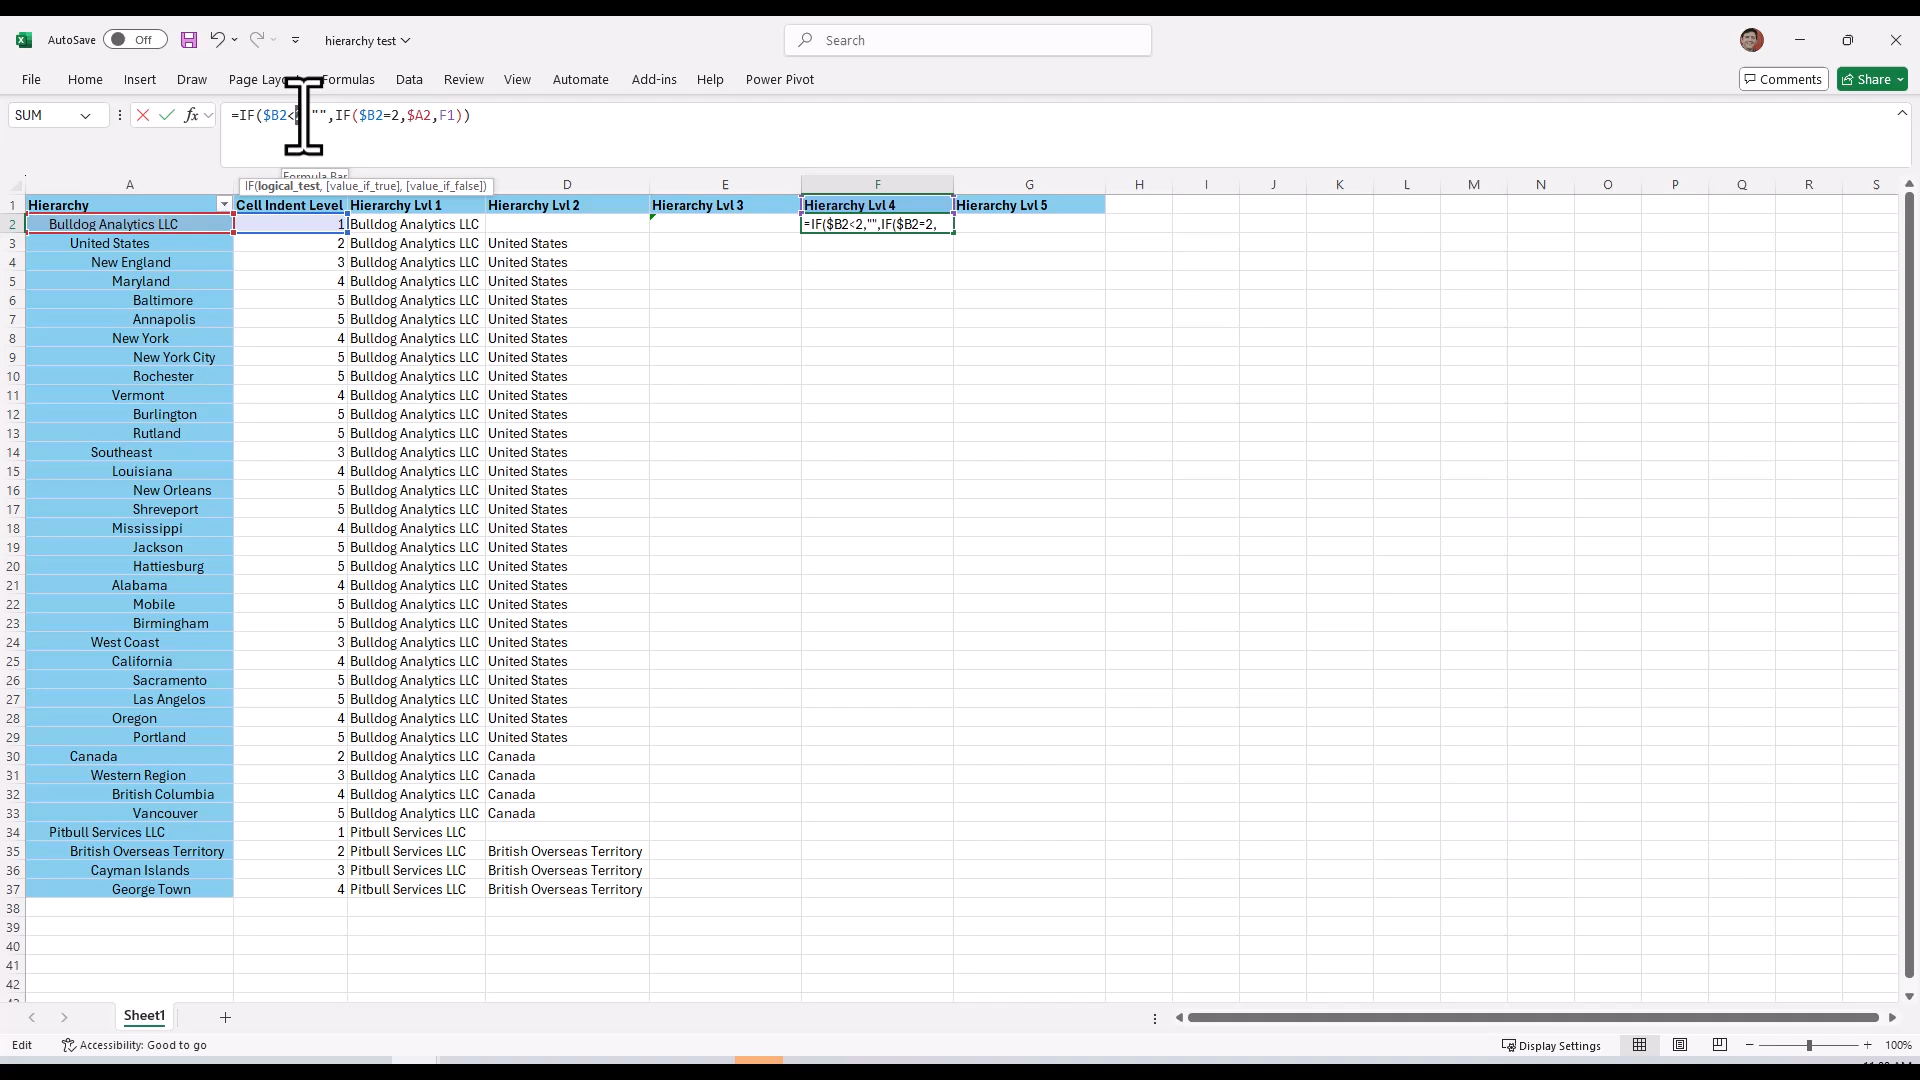 AutoSave Off hierarchy test Search
File Home Insert Draw Page Formulas Data Review View Automate Add-ins Help Power Pivot Comments Share
SUM fx =IF($B2< "",IF($B2=2,$A2,F1))
IF(logical_test, [value_if_true], [value_if_false])
A D E F G H I J K L M N O P Q R S
1 Hierarchy Cell Indent Level Hierarchy Lvl 1 Hierarchy Lvl 2 Hierarchy Lvl 3 Hierarchy Lvl 4 Hierarchy Lvl 5
2 Bulldog Analytics LLC 1 Bulldog Analytics LLC =IF($B2<2,"",IF($B2=2,
3 United States 2 Bulldog Analytics LLC United States
4 New England 3 Bulldog Analytics LLC United States
5 Maryland 4 Bulldog Analytics LLC United States
6 Baltimore 5 Bulldog Analytics LLC United States
7 Annapolis 5 Bulldog Analytics LLC United States
8 New York 4 Bulldog Analytics LLC United States
9 New York City 5 Bulldog Analytics LLC United States
10 Rochester 5 Bulldog Analytics LLC United States
11 Vermont 4 Bulldog Analytics LLC United States
12 Burlington 5 Bulldog Analytics LLC United States
13 Rutland 5 Bulldog Analytics LLC United States
14 Southeast 3 Bulldog Analytics LLC United States
15 Louisiana 4 Bulldog Analytics LLC United States
16 New Orleans 5 Bulldog Analytics LLC United States
17 Shreveport 5 Bulldog Analytics LLC United States
18 Mississippi 4 Bulldog Analytics LLC United States
19 Jackson 5 Bulldog Analytics LLC United States
20 Hattiesburg 5 Bulldog Analytics LLC United States
21 Alabama 4 Bulldog Analytics LLC United States
22 Mobile 5 Bulldog Analytics LLC United States
23 Birmingham 5 Bulldog Analytics LLC United States
24 West Coast 3 Bulldog Analytics LLC United States
25 California 4 Bulldog Analytics LLC United States
26 Sacramento 5 Bulldog Analytics LLC United States
27 Las Angelos 5 Bulldog Analytics LLC United States
28 Oregon 4 Bulldog Analytics LLC United States
29 Portland 5 Bulldog Analytics LLC United States
30 Canada 2 Bulldog Analytics LLC Canada
31 Western Region 3 Bulldog Analytics LLC Canada
32 British Columbia 4 Bulldog Analytics LLC Canada
33 Vancouver 5 Bulldog Analytics LLC Canada
34 Pitbull Services LLC 1 Pitbull Services LLC
35 British Overseas Territory 2 Pitbull Services LLC British Overseas Territory
36 Cayman Islands 3 Pitbull Services LLC British Overseas Territory
37 George Town 4 Pitbull Services LLC British Overseas Territory
38
39
40
41
42
Sheet1
Edit Accessibility: Good to go Display Settings 100%